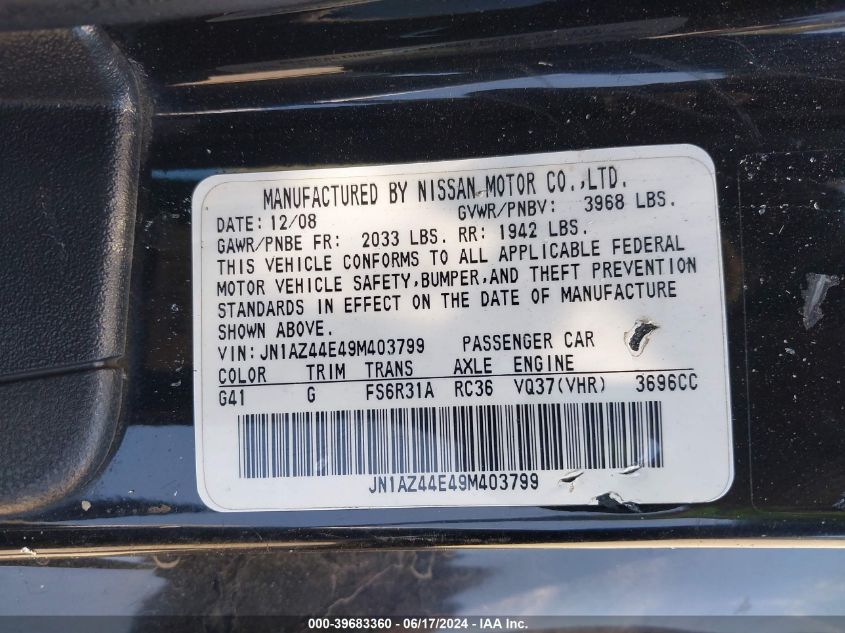 MANUFACTURED BY NISSAN MOTOR CO.,LTD.
DATE: 12/08 GVWR/PNBV: 3968 LBS.
GAWR/PNBE FR: 2033 LBS. RR: 1942 LBS.
THIS VEHICLE CONFORMS TO ALL APPLICABLE FEDERAL
MOTOR VEHICLE SAFETY,BUMPER,AND THEFT PREVENTION
STANDARDS IN EFFECT ON THE DATE OF MANUFACTURE
SHOWN ABOVE.
VIN: JN1AZ44E49M403799 PASSENGER CAR
COLOR TRIM TRANS AXLE ENGINE
G41 G FS6R31A RC36 VQ37(VHR) 3696CC
JN1AZ44E49M403799
000-39683360 - 06/17/2024 - IAA, Inc.